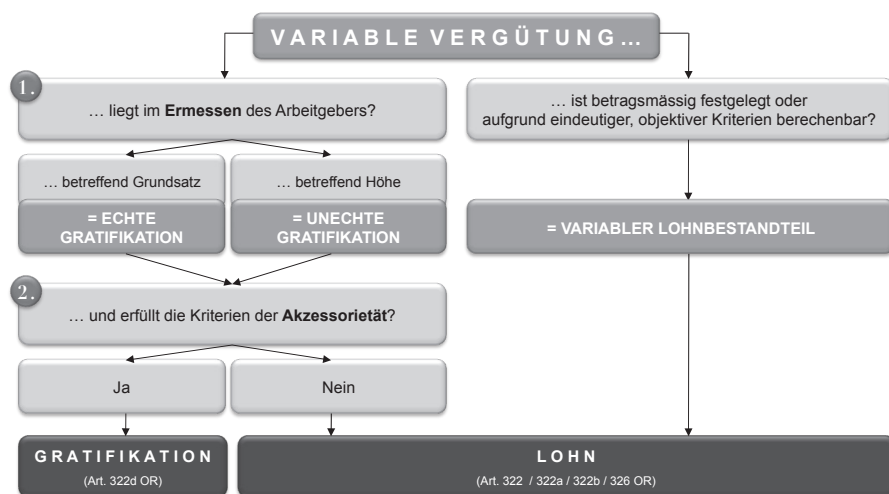 VARIABLE VERGÜTUNG…
1.
… liegt im Ermessen des Arbeitgebers?
… betreffend Grundsatz
= ECHTE
GRATIFIKATION
… betreffend Höhe
= UNECHTE
GRATIFIKATION
… ist betragsmässig festgelegt oder
aufgrund eindeutiger, objektiver Kriterien berechenbar?
= VARIABLER LOHNBESTANDTEIL
2.
… und erfüllt die Kriterien der Akzessorietät?
Ja
Nein
GRATIFIKATION
(Art. 322d OR)
LOHN
(Art. 322 / 322a / 322b / 326 OR)